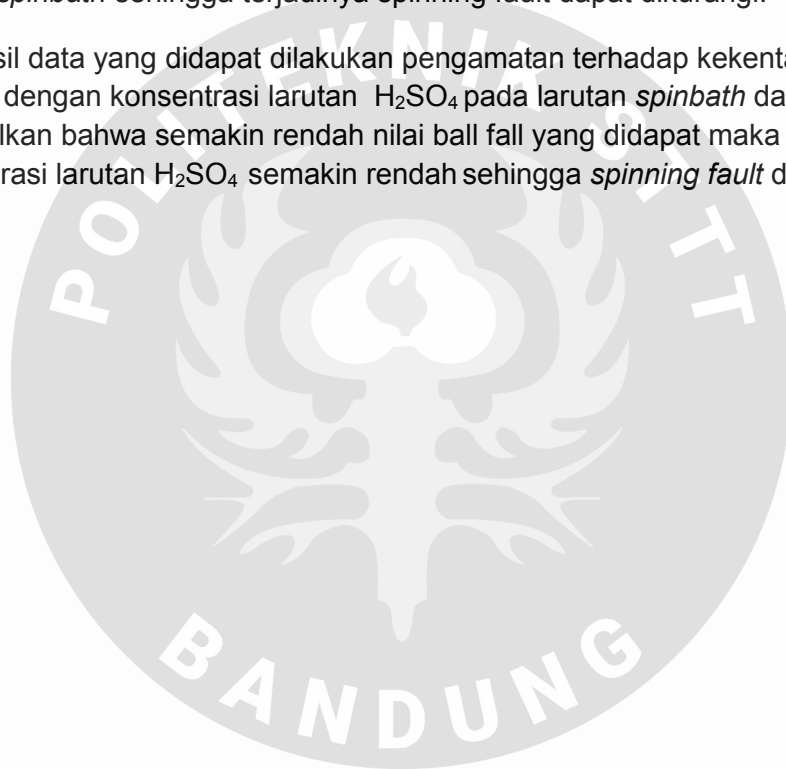 spinbath sehingga terjadinya spinning fault dapat dikurangi.
sil data yang didapat dilakukan pengamatan terhadap kekenta
dengan konsentrasi larutan H₂SO₄ pada larutan spinbath da
lkan bahwa semakin rendah nilai ball fall yang didapat maka
rasi larutan H₂SO₄ semakin rendah sehingga spinning fault d
POLITEKNIK STTT
BANDUNG